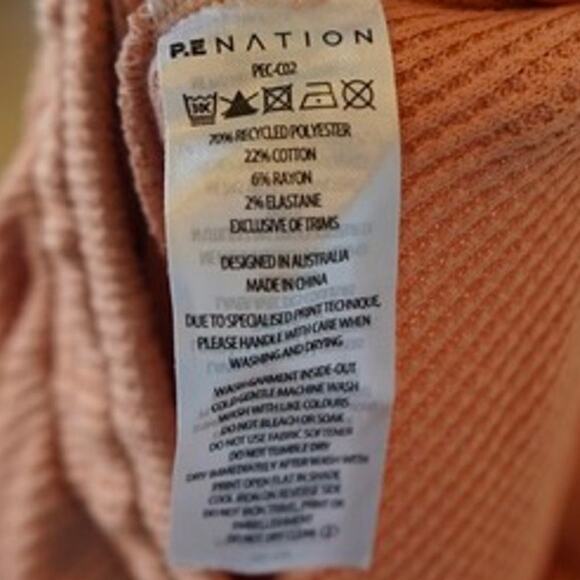 P.E NATION
PEC-C02
30C
70% RECYCLED POLYESTER
22% COTTON
6% RAYON
2% ELASTANE
EXCLUSIVE OF TRIMS
DESIGNED IN AUSTRALIA
MADE IN CHINA
DUE TO SPECIALISED PRINT TECHNIQUE,
PLEASE HANDLE WITH CARE WHEN
WASHING AND DRYING
WASH GARMENT INSIDE-OUT
COLD GENTLE MACHINE WASH
WASH WITH LIKE COLOURS
DO NOT BLEACH OR SOAK
DO NOT USE FABRIC SOFTENER
DO NOT TUMBLE DRY
DRY IMMEDIATELY AFTER WASH WITH
PRINT OPEN FLAT IN SHADE
COOL IRON ON REVERSE SIDE
DO NOT IRON TREAVL, PRINT OR
EMBELLISHMENT
DO NOT DRY CLEAN